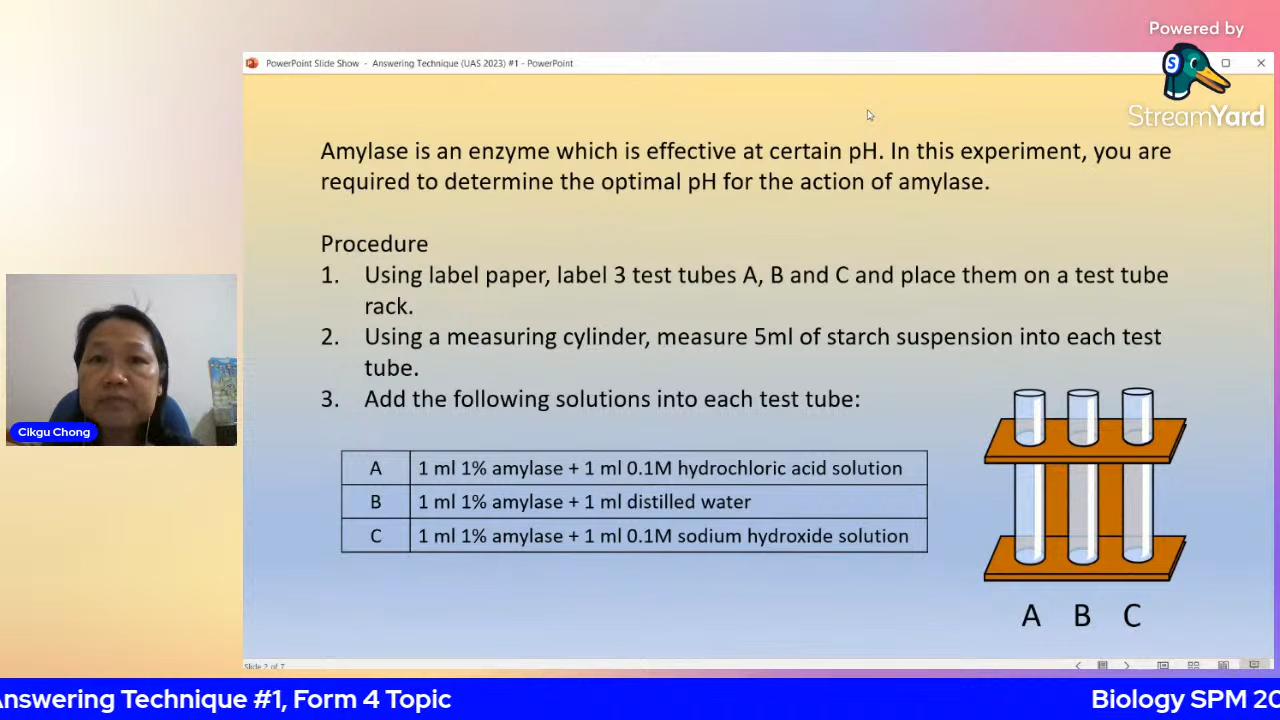 Powered by
StreamYard
PowerPoint Slide Show - Answering Technique (UAS 2023) #1 - PowerPoint
Amylase is an enzyme which is effective at certain pH. In this experiment, you are
required to determine the optimal pH for the action of amylase.
Procedure
1. Using label paper, label 3 test tubes A, B and C and place them on a test tube
rack.
2. Using a measuring cylinder, measure 5ml of starch suspension into each test
tube.
3. Add the following solutions into each test tube:
A 1 ml 1% amylase + 1 ml 0.1M hydrochloric acid solution
B 1 ml 1% amylase + 1 ml distilled water
C 1 ml 1% amylase + 1 ml 0.1M sodium hydroxide solution
A B C
Cikgu Chong
Slide 2 of 7
Answering Technique #1, Form 4 Topic
Biology SPM 20